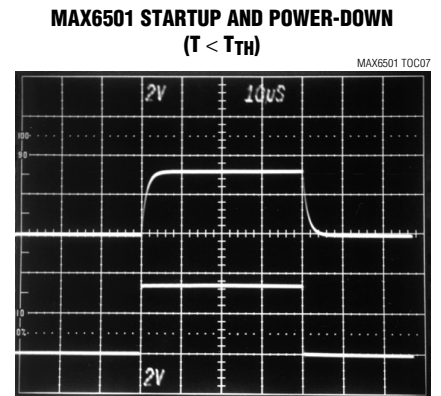 MAX6501 STARTUP AND POWER-DOWN
(T < TTH)
MAX6501 TOC07
2V 10uS
100
90
10
0%
2V